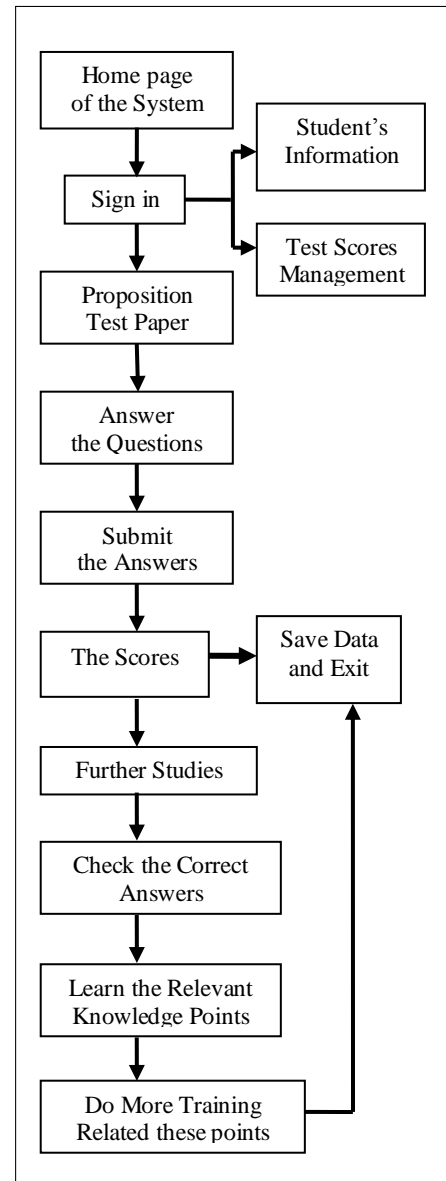 Home page
of the System
Student's
Information
Sign in
Test Scores
Management
Proposition
Test Paper
Answer
the Questions
Submit
the Answers
The Scores
Save Data
and Exit
Further Studies
Check the Correct
Answers
Learn the Relevant
Knowledge Points
Do More Training
Related these points